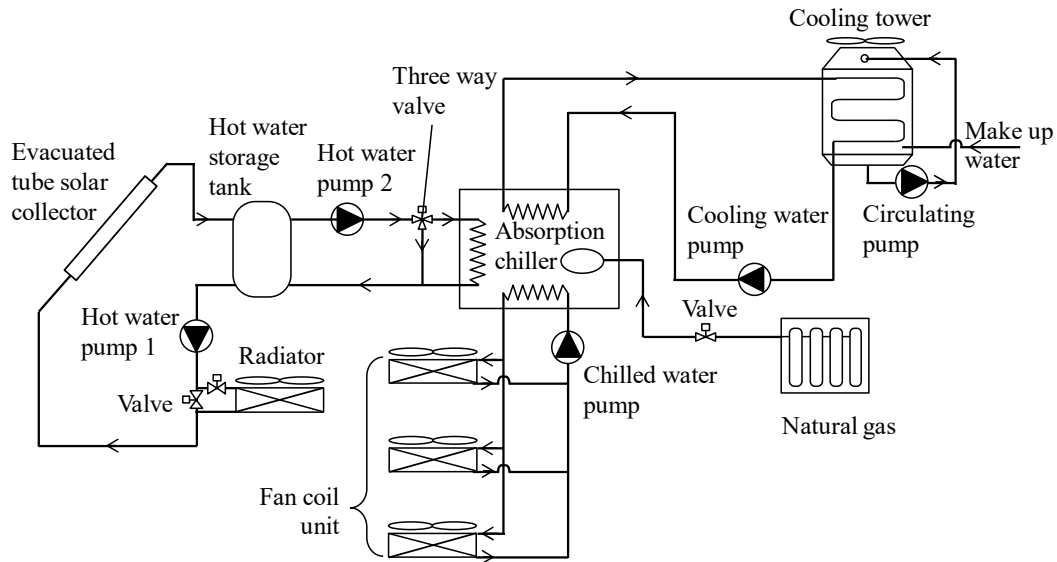 Cooling tower
Three way
valve
Hot water
storage
tank
Hot water
pump 2
Evacuated
tube solar
collector
Make up
water
Absorption
chiller
Cooling water
pump
Circulating
pump
Hot water
pump 1
Valve
Radiator
Valve
Chilled water
pump
Natural gas
Fan coil
unit